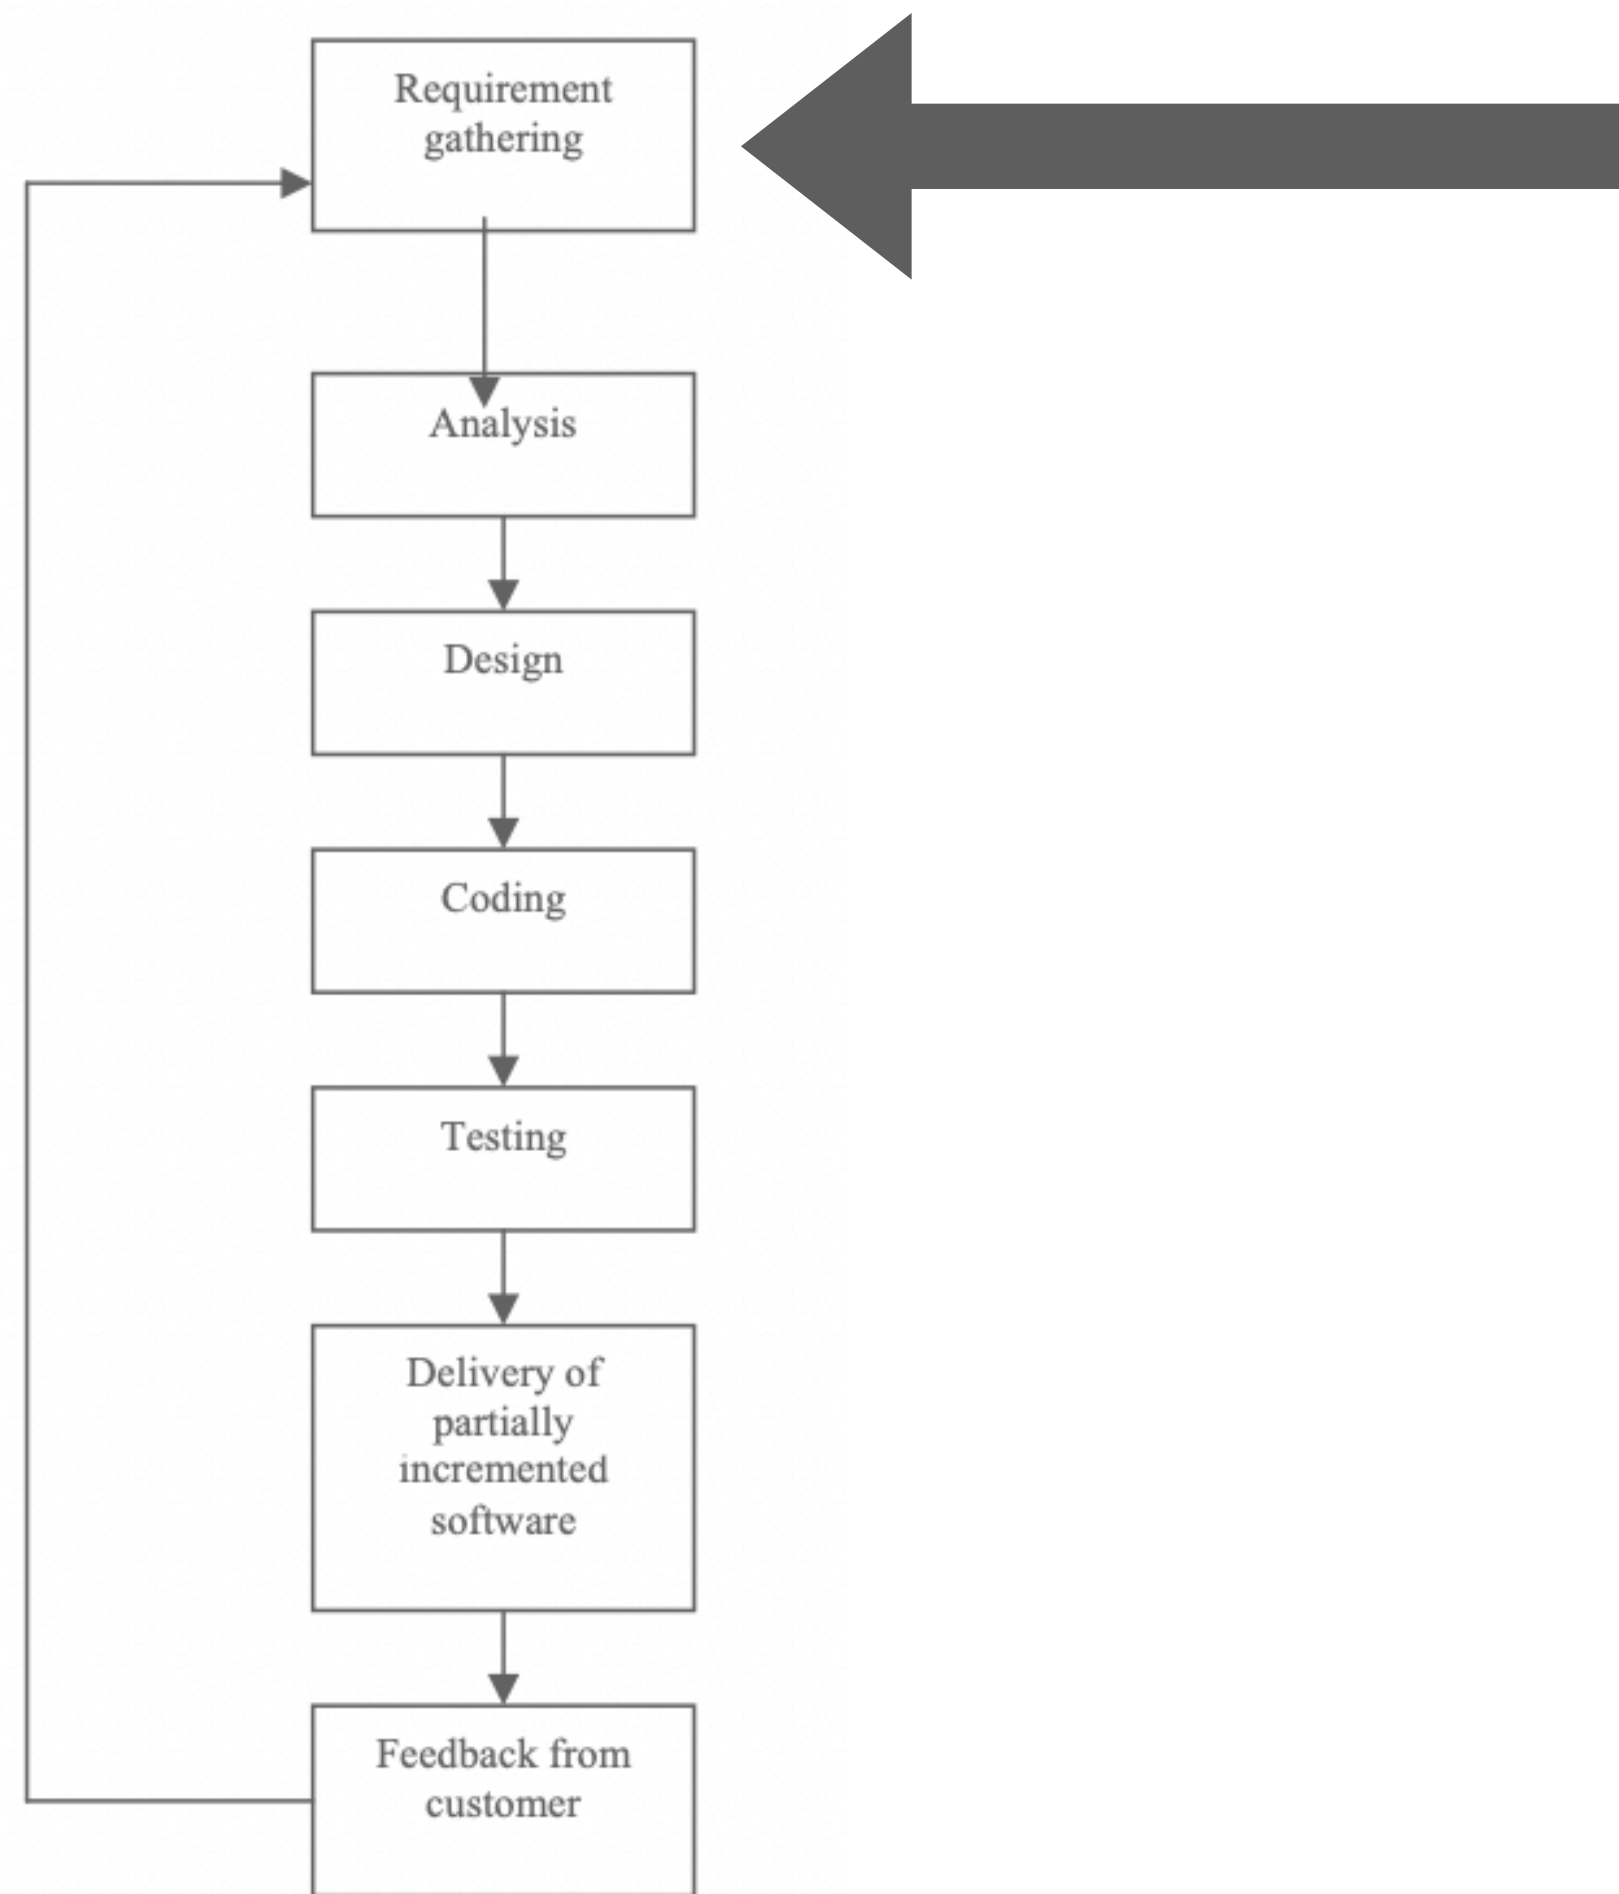 Requirement
gathering
Analysis
Design
Coding
Testing
Delivery of
partially
incremented
software
Feedback from
customer